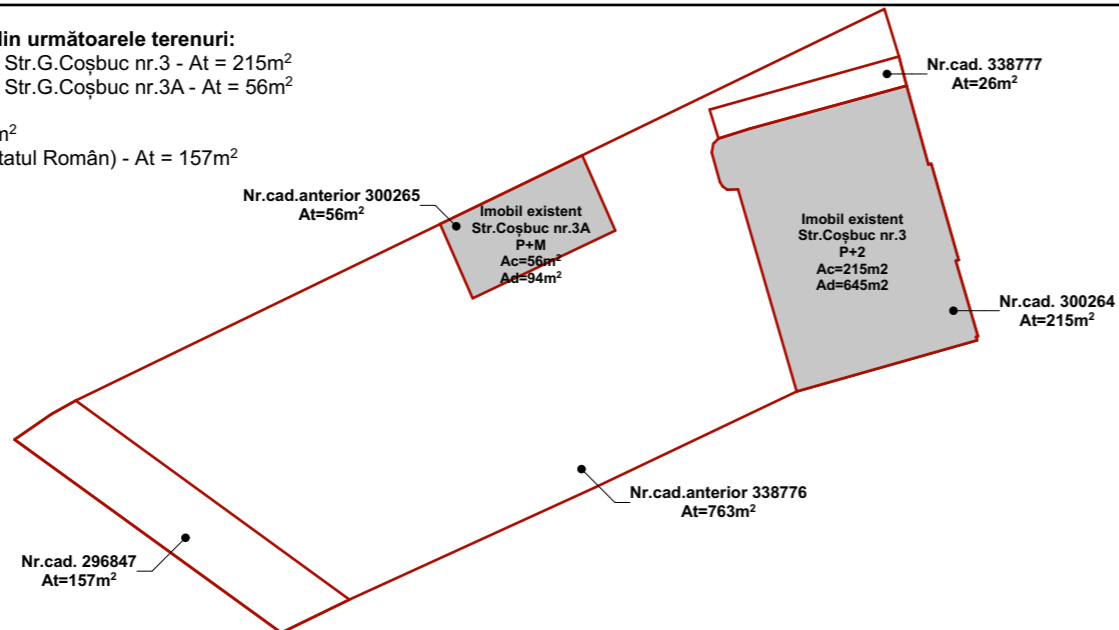 din următoarele terenuri:
Str.G.Coșbuc nr.3 - At = 215m²
Str.G.Coșbuc nr.3A - At = 56m²
m²
tatul Român) - At = 157m²
Nr.cad. 338777
At=26m²
Nr.cad.anterior 300265
At=56m²
Imobil existent
Str.Coșbuc nr.3A
P+M
Ac=56m²
Ad=94m²
Imobil existent
Str.Coșbuc nr.3
P+2
Ac=215m2
Ad=645m2
Nr.cad. 300264
At=215m²
Nr.cad.anterior 338776
At=763m²
Nr.cad. 296847
At=157m²